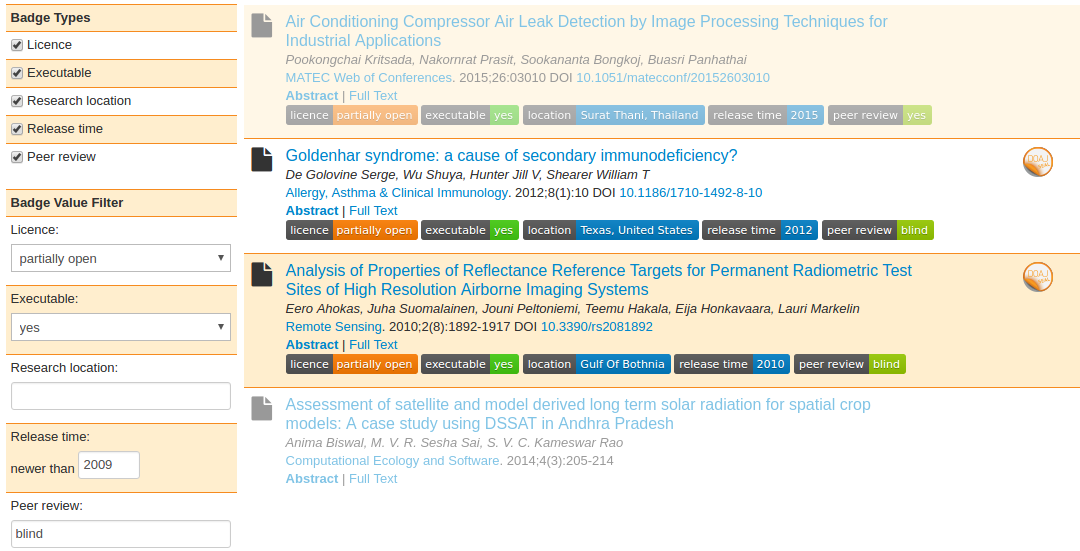 Badge Types
Licence
Executable
Research location
Release time
Peer review
Badge Value Filter
Licence:
partially open
Executable:
yes
Research location:
Release time:
newer than 2009
Peer review:
blind
Air Conditioning Compressor Air Leak Detection by Image Processing Techniques for
Industrial Applications
Pookongchai Kritsada, Nakornrat Prasit, Sookananta Bongkoj, Buasri Panhathai
MATEC Web of Conferences. 2015;26:03010 DOI 10.1051/matecconf/20152603010
Abstract | Full Text
licence partially open executable yes location Surat Thani, Thailand release time 2015 peer review yes
Goldenhar syndrome: a cause of secondary immunodeficiency?
De Golovine Serge, Wu Shuya, Hunter Jill V, Shearer William T
Allergy, Asthma & Clinical Immunology. 2012;8(1):10 DOI 10.1186/1710-1492-8-10
Abstract | Full Text
licence partially open executable yes location Texas, United States release time 2012 peer review blind
DOAJ
Analysis of Properties of Reflectance Reference Targets for Permanent Radiometric Test
Sites of High Resolution Airborne Imaging Systems
Eero Ahokas, Juha Suomalainen, Jouni Peltoniemi, Teemu Hakala, Eija Honkavaara, Lauri Markelin
Remote Sensing. 2010;2(8):1892-1917 DOI 10.3390/rs2081892
Abstract | Full Text
licence partially open executable yes location Gulf Of Bothnia release time 2010 peer review blind
DOAJ
Assessment of satellite and model derived long term solar radiation for spatial crop
models: A case study using DSSAT in Andhra Pradesh
Anima Biswal, M. V. R. Sesha Sai, S. V. C. Kameswar Rao
Computational Ecology and Software. 2014;4(3):205-214
Abstract | Full Text